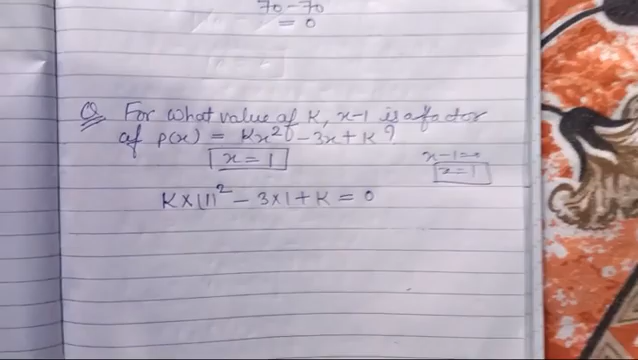 70-70
= 0
Q. For what value of K, x-1 is a factor
of p(x) = Kx² - 3x + K?
x = 1
x-1=0
x=1
K×(1)² - 3×1+K = 0